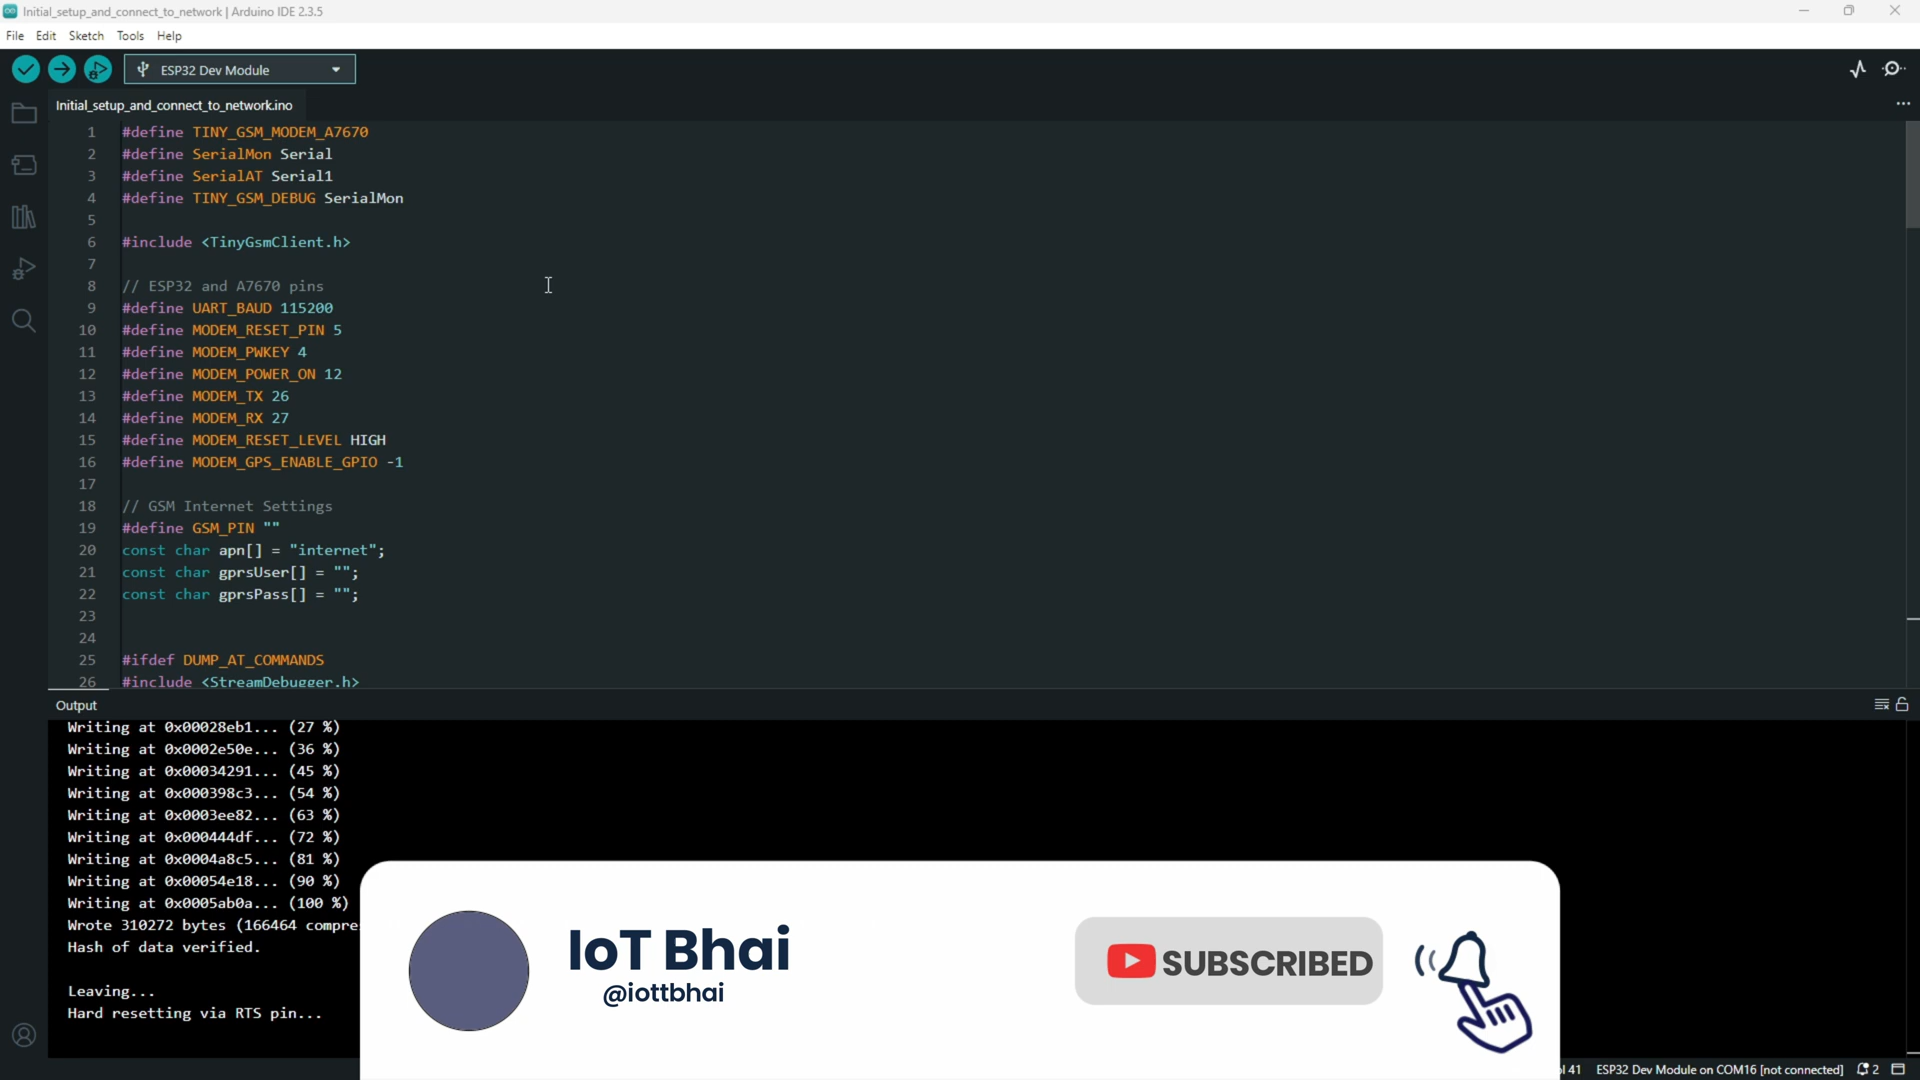 Initial_setup_and_connect_to_network | Arduino IDE 2.3.5
File Edit Sketch Tools Help
ESP32 Dev Module
Initial_setup_and_connect_to_network.ino
1 #define TINY_GSM_MODEM_A7670
2 #define SerialMon Serial
3 #define SerialAT Serial1
4 #define TINY_GSM_DEBUG SerialMon
5
6 #include <TinyGsmClient.h>
7
8 // ESP32 and A7670 pins
9 #define UART_BAUD 115200
10 #define MODEM_RESET_PIN 5
11 #define MODEM_PWKEY 4
12 #define MODEM_POWER_ON 12
13 #define MODEM_TX 26
14 #define MODEM_RX 27
15 #define MODEM_RESET_LEVEL HIGH
16 #define MODEM_GPS_ENABLE_GPIO -1
17
18 // GSM Internet Settings
19 #define GSM_PIN ""
20 const char apn[] = "internet";
21 const char gprsUser[] = "";
22 const char gprsPass[] = "";
23
24
25 #ifdef DUMP_AT_COMMANDS
26 #include <StreamDebugger.h>
Output
Writing at 0x00028eb1... (27 %)
Writing at 0x0002e50e... (36 %)
Writing at 0x00034291... (45 %)
Writing at 0x000398c3... (54 %)
Writing at 0x0003ee82... (63 %)
Writing at 0x000444df... (72 %)
Writing at 0x0004a8c5... (81 %)
Writing at 0x00054e18... (90 %)
Writing at 0x0005ab0a... (100 %)
Wrote 310272 bytes (166464 compre
Hash of data verified.
Leaving...
Hard resetting via RTS pin...
IoT Bhai
@iottbhai
SUBSCRIBED
41 ESP32 Dev Module on COM16 [not connected] 2